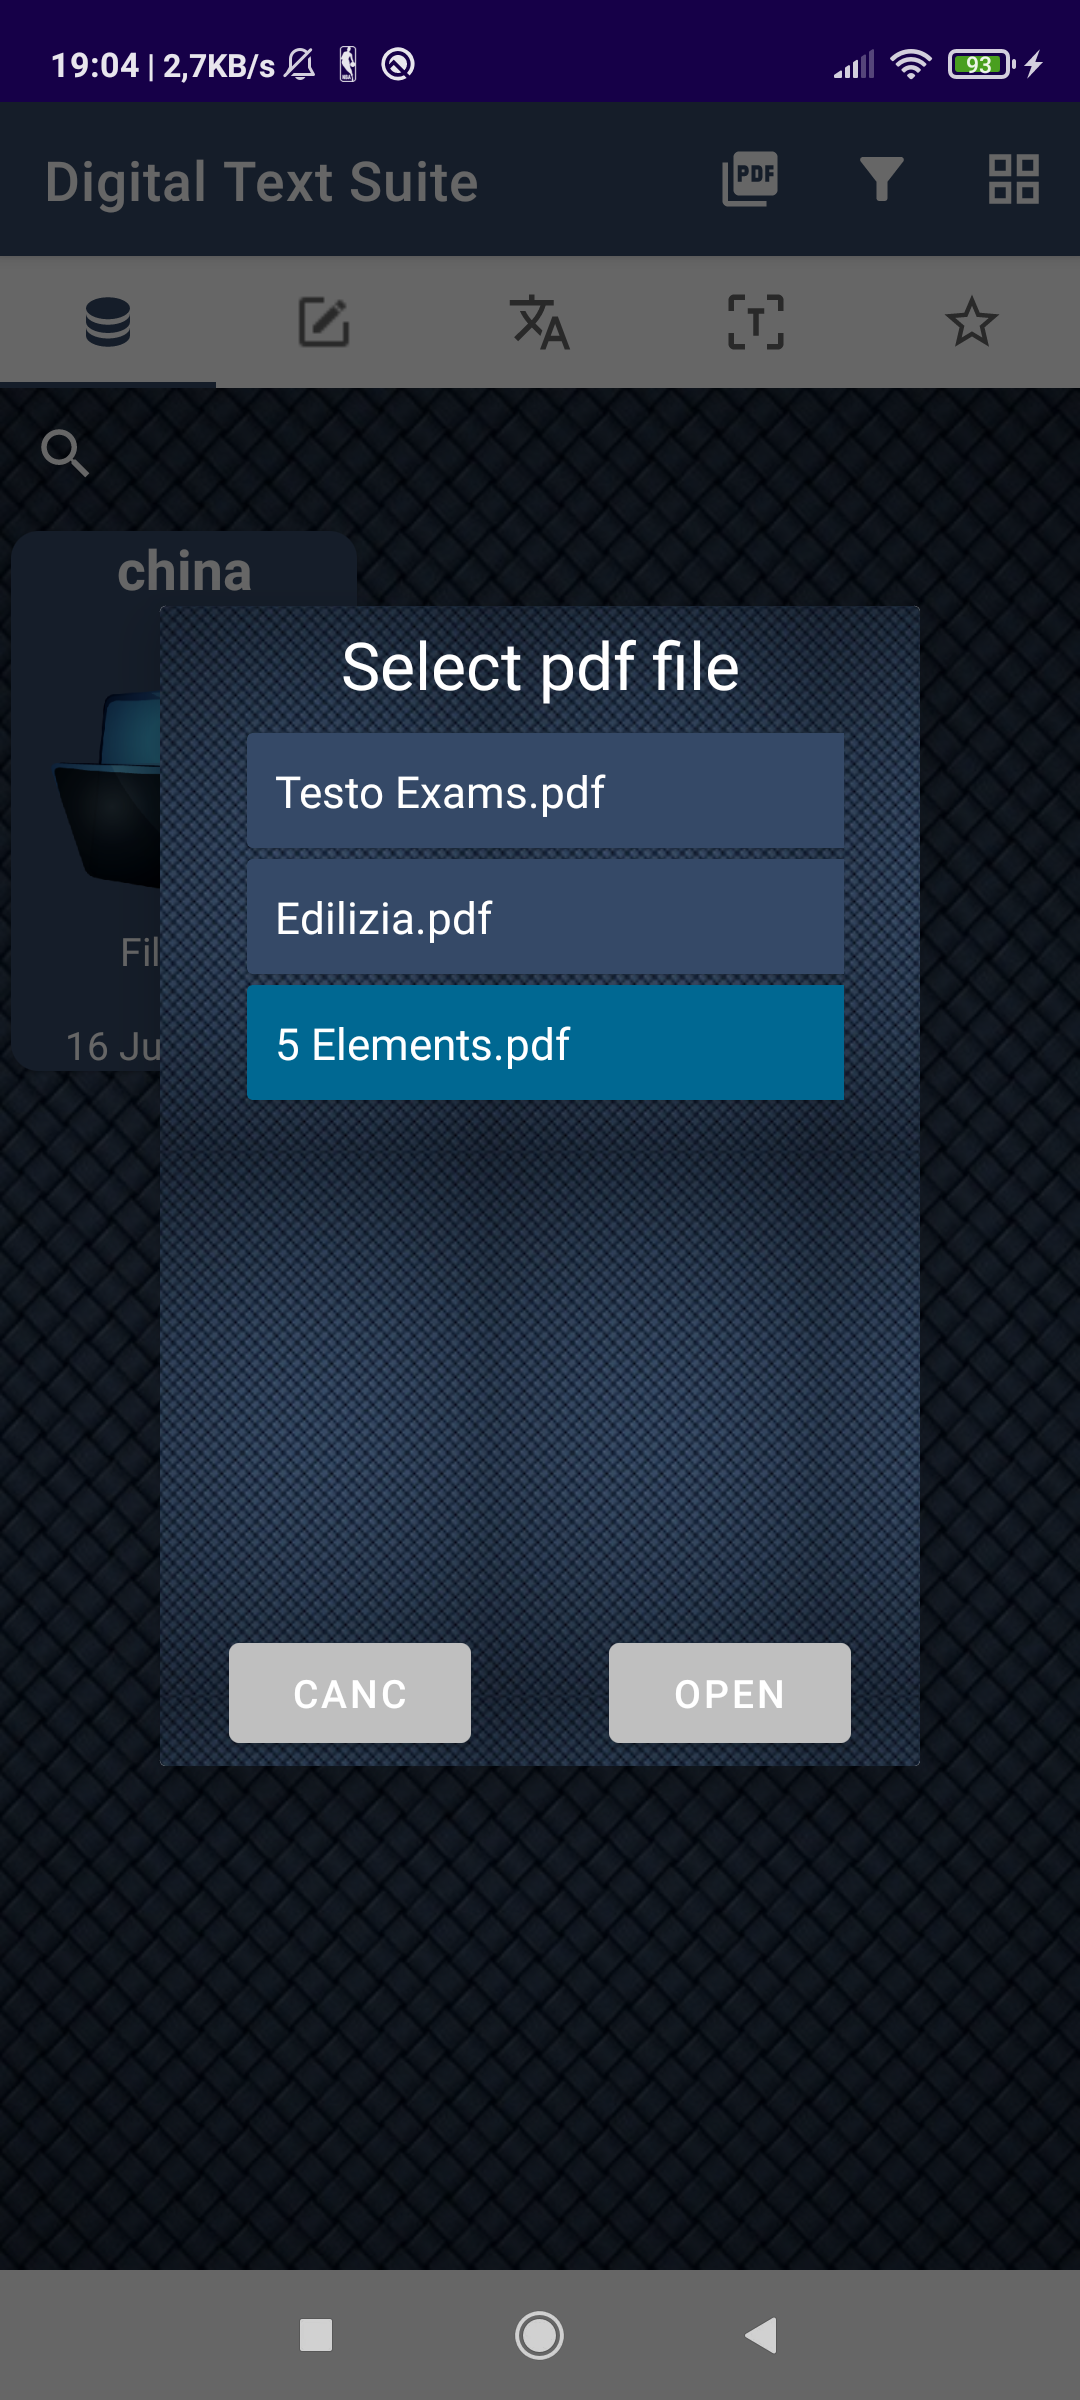 19:04 | 2,7KB/s
93
Digital Text Suite
PDF
china
Select pdf file
Testo Exams.pdf
Edilizia.pdf
Fil
5 Elements.pdf
16 Ju
CANC
OPEN